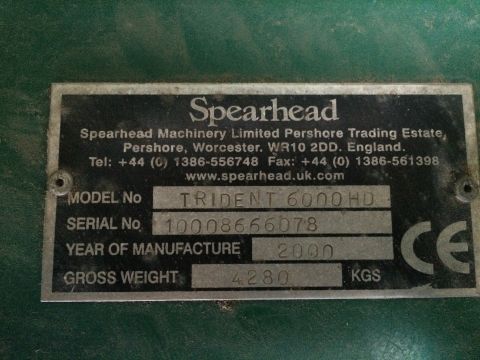 Spearhead
Spearhead Machinery Limited Pershore Trading Estate,
Pershore, Worcester. WR10 2DD. England.
Tel: +44 (0) 1386-556748 Fax: +44 (0) 1386-561398
www.spearhead.uk.com
MODEL No TRIDENT 6000HD
SERIAL No 10008666078
YEAR OF MANUFACTURE 2000
GROSS WEIGHT 4280 KGS
CE